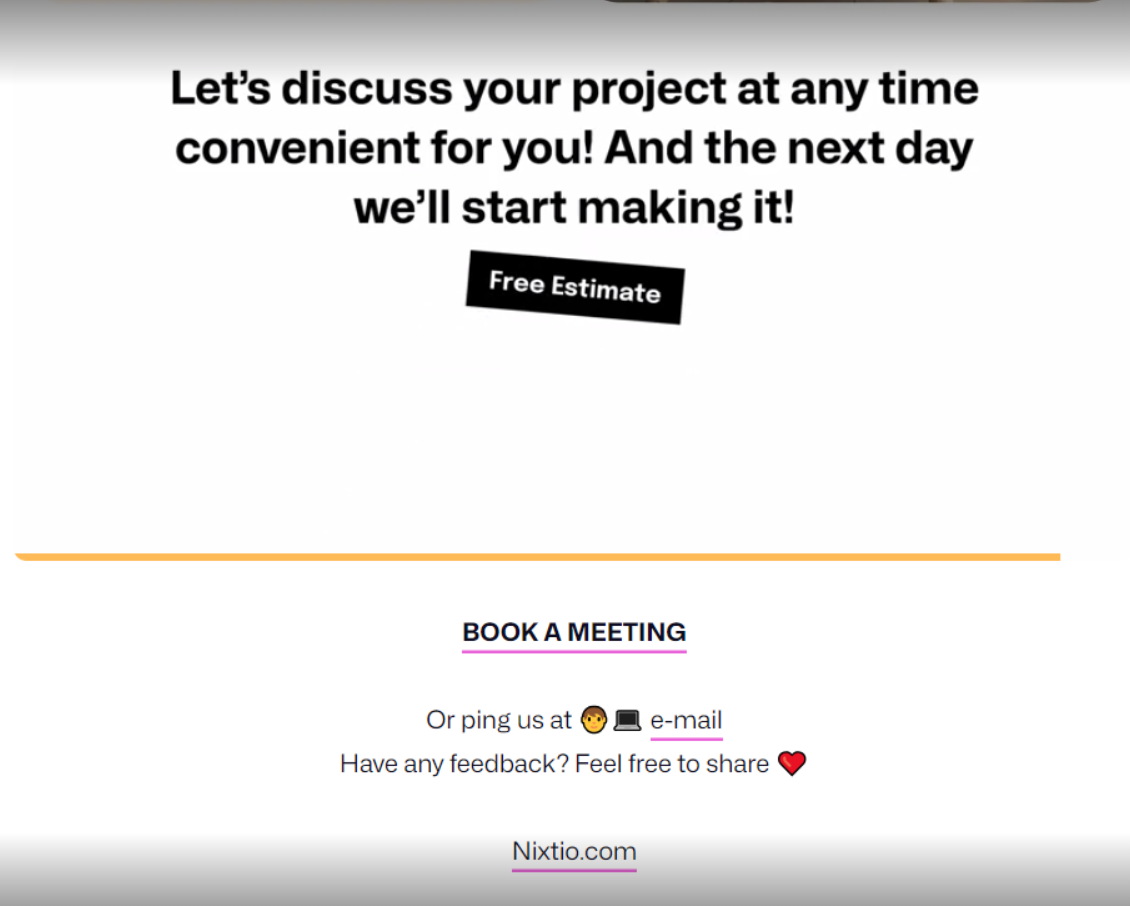 Let’s discuss your project at any time
convenient for you! And the next day
we’ll start making it!
Free Estimate
BOOK A MEETING
Or ping us at 🧑💻 e-mail
Have any feedback? Feel free to share ❤️
Nixtio.com